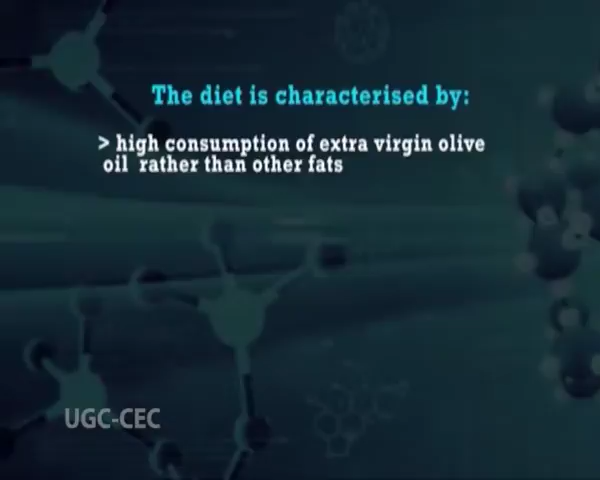 The diet is characterised by:
> high consumption of extra virgin olive
oil rather than other fats
UGC-CEC